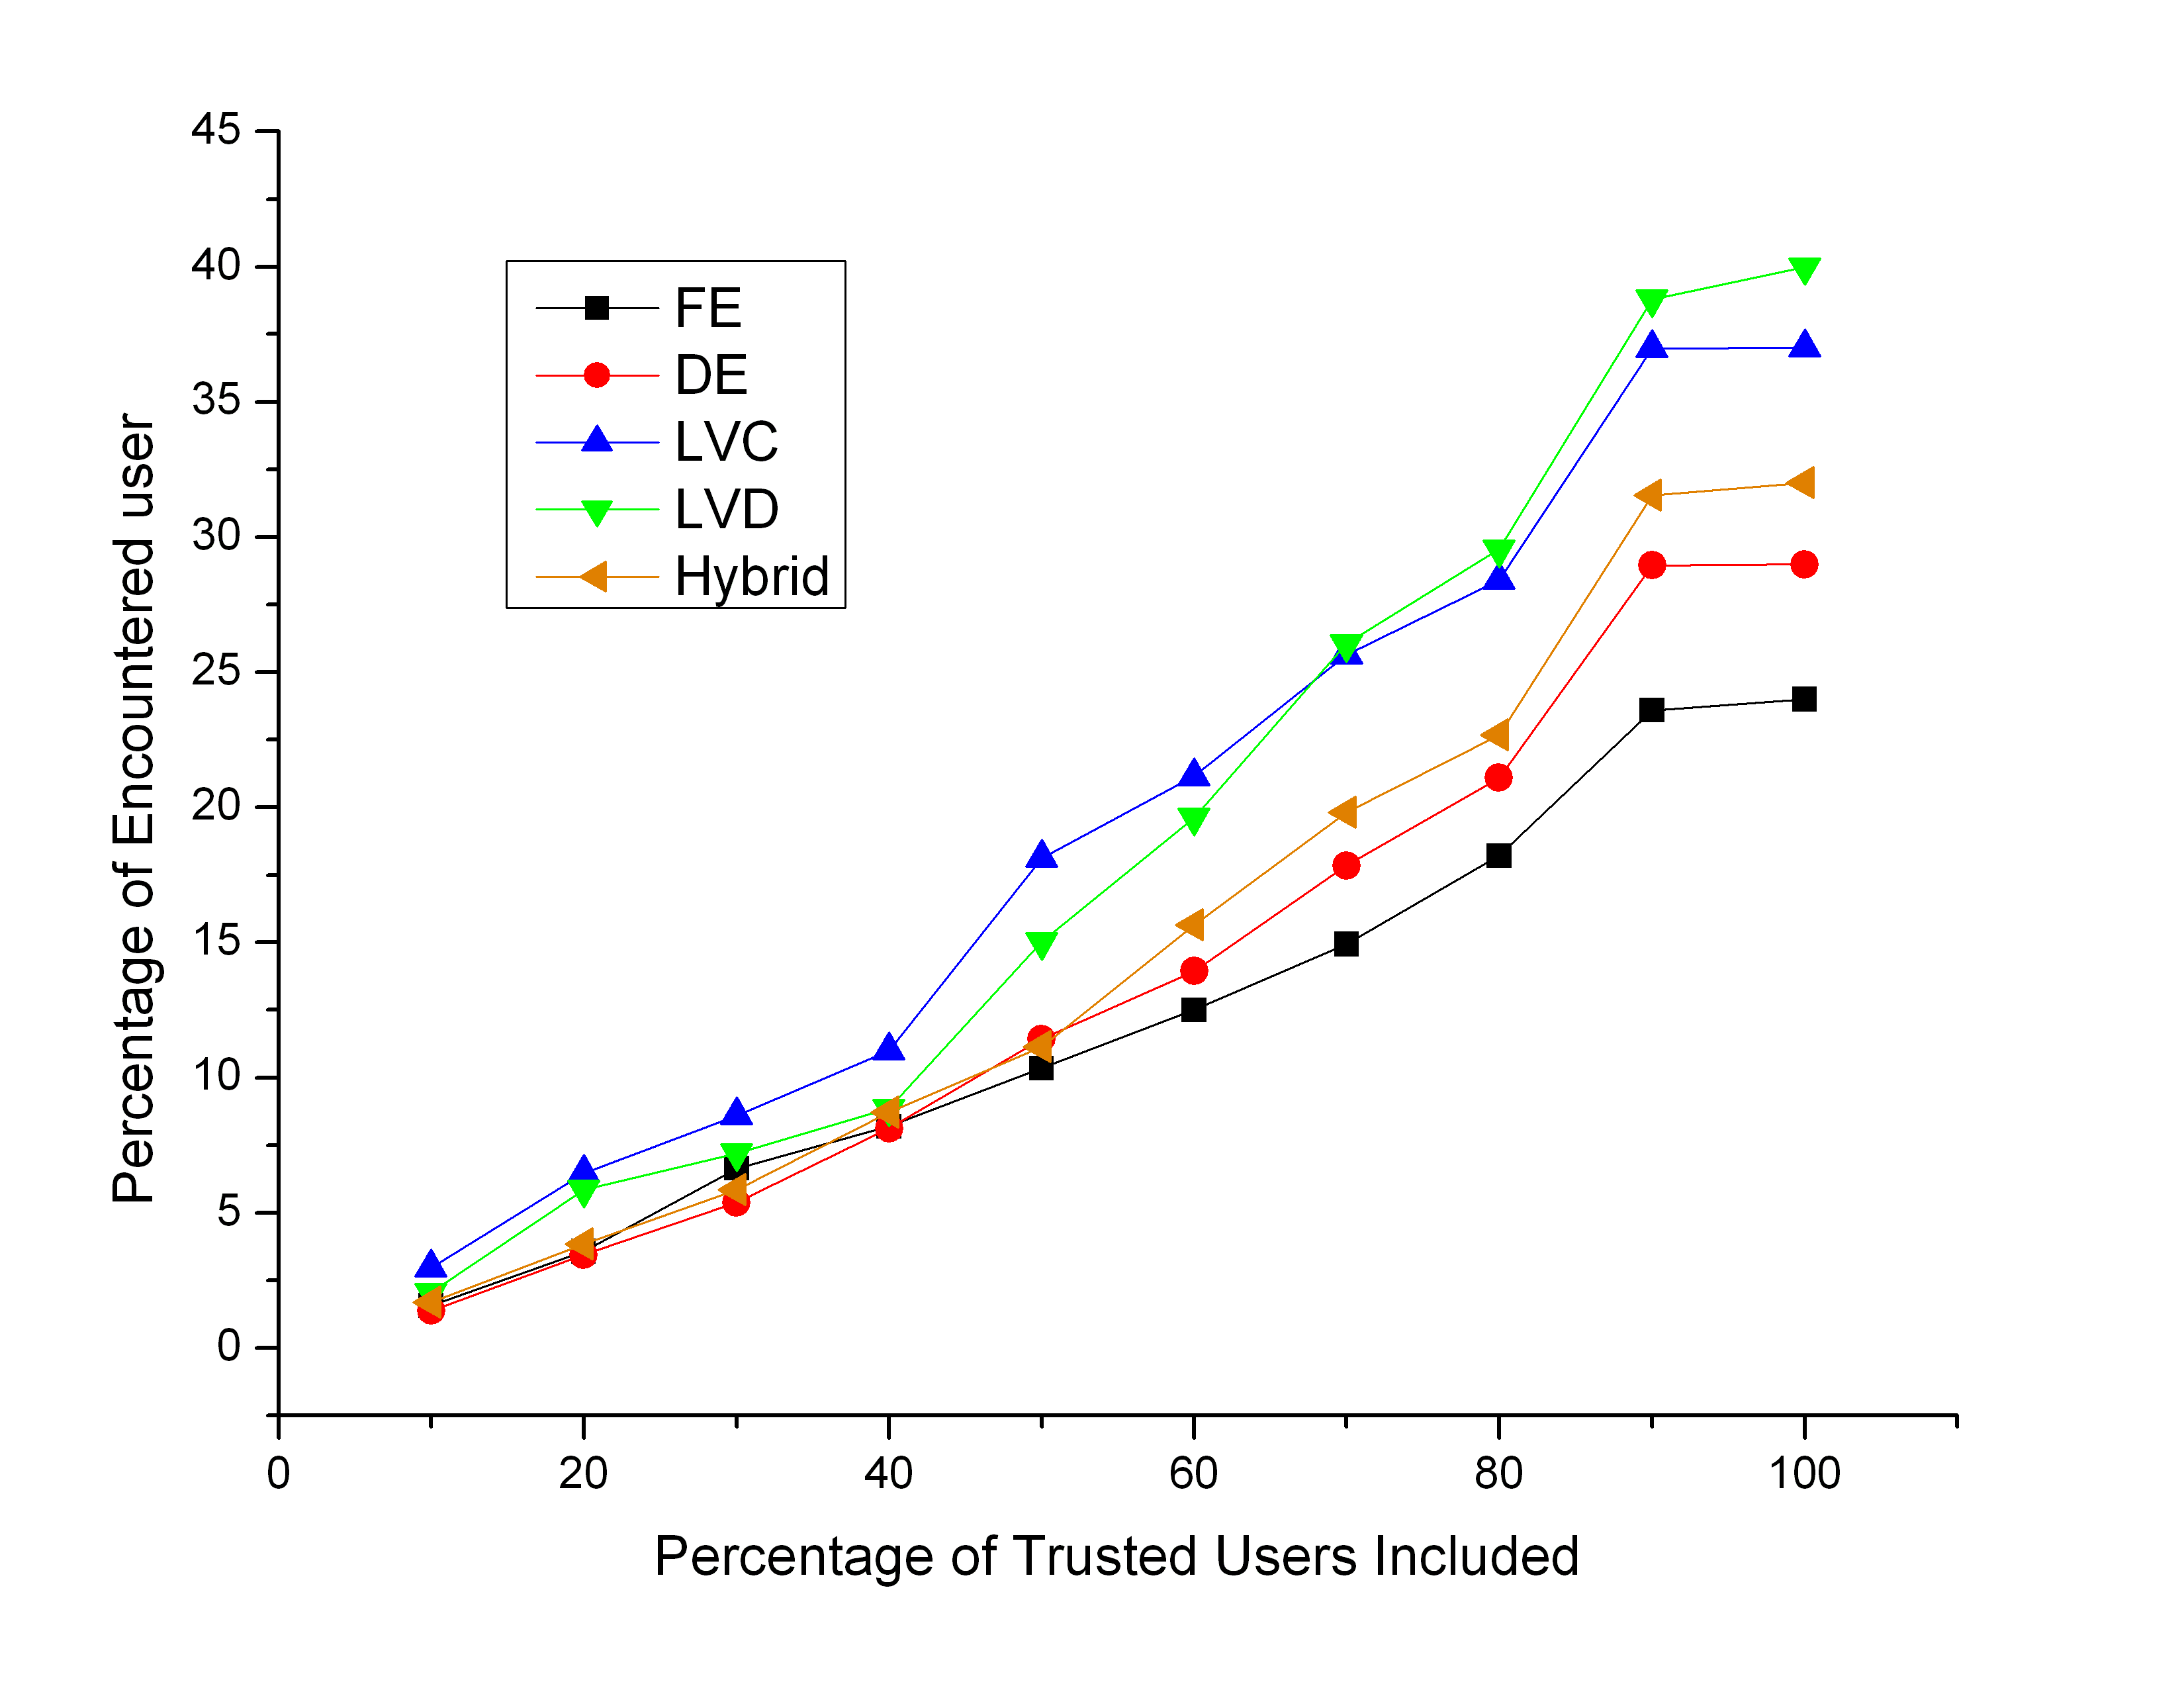 45
40
35
30
25
20
15
10
5
0
Percentage of Encountered user
FE
DE
LVC
LVD
Hybrid
0 20 40 60 80 100
Percentage of Trusted Users Included